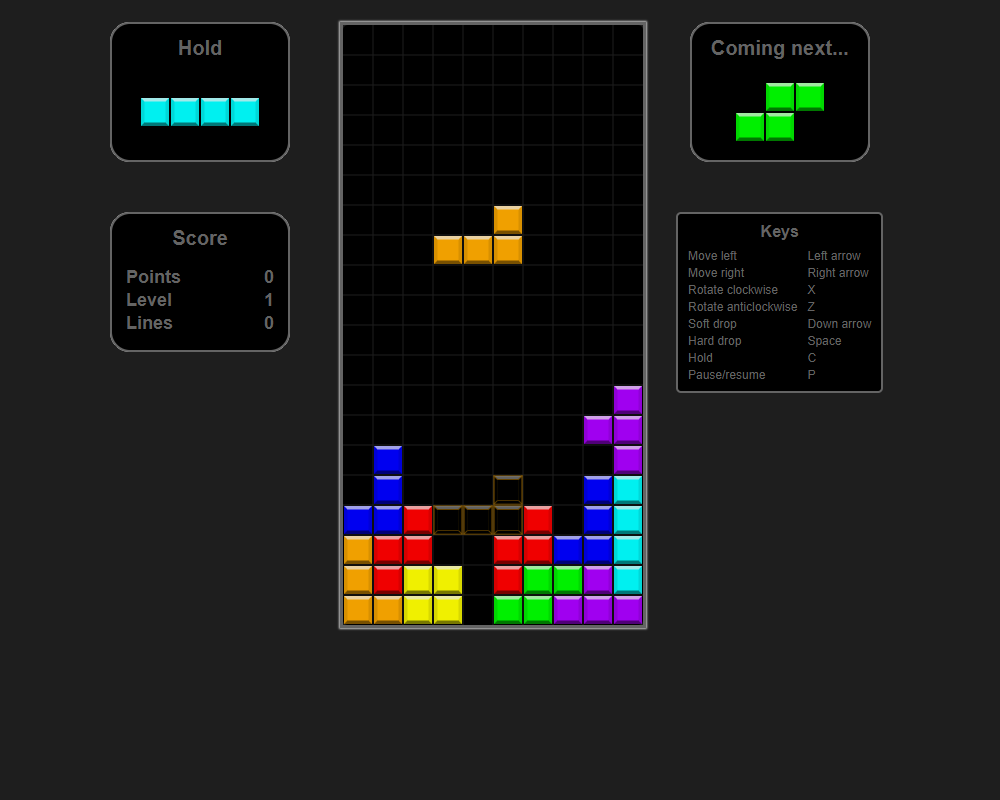 Hold
Coming next...
Score
Points 0
Level 1
Lines 0
Keys
Move left Left arrow
Move right Right arrow
Rotate clockwise X
Rotate anticlockwise Z
Soft drop Down arrow
Hard drop Space
Hold C
Pause/resume P